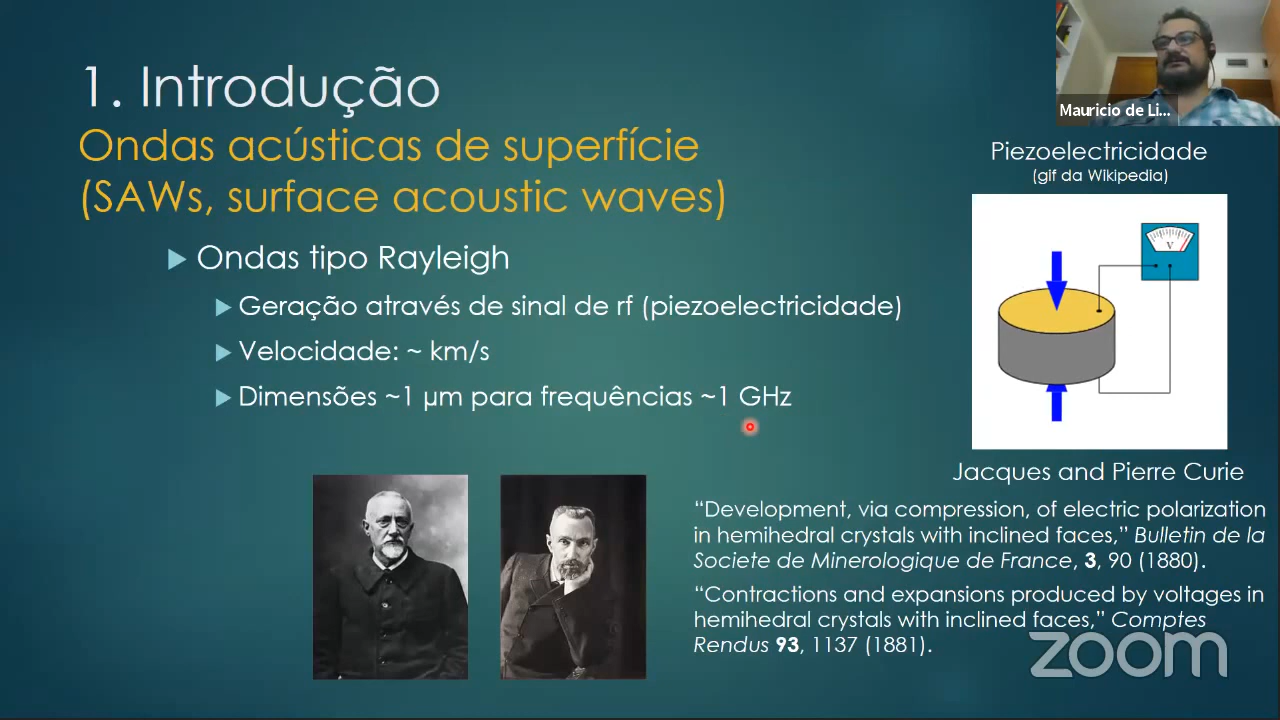 1. Introdução
Ondas acústicas de superfície
(SAWs, surface acoustic waves)
Ondas tipo Rayleigh
Geração através de sinal de rf (piezoelectricidade)
Velocidade: ~ km/s
Dimensões ~1 µm para frequências ~1 GHz
Mauricio de Li...
Piezoelectricidade
(gif da Wikipedia)
V
Jacques and Pierre Curie
“Development, via compression, of electric polarization
in hemihedral crystals with inclined faces,” Bulletin de la
Societe de Minerologique de France, 3, 90 (1880).
“Contractions and expansions produced by voltages in
hemihedral crystals with inclined faces,” Comptes
Rendus 93, 1137 (1881).
zoom